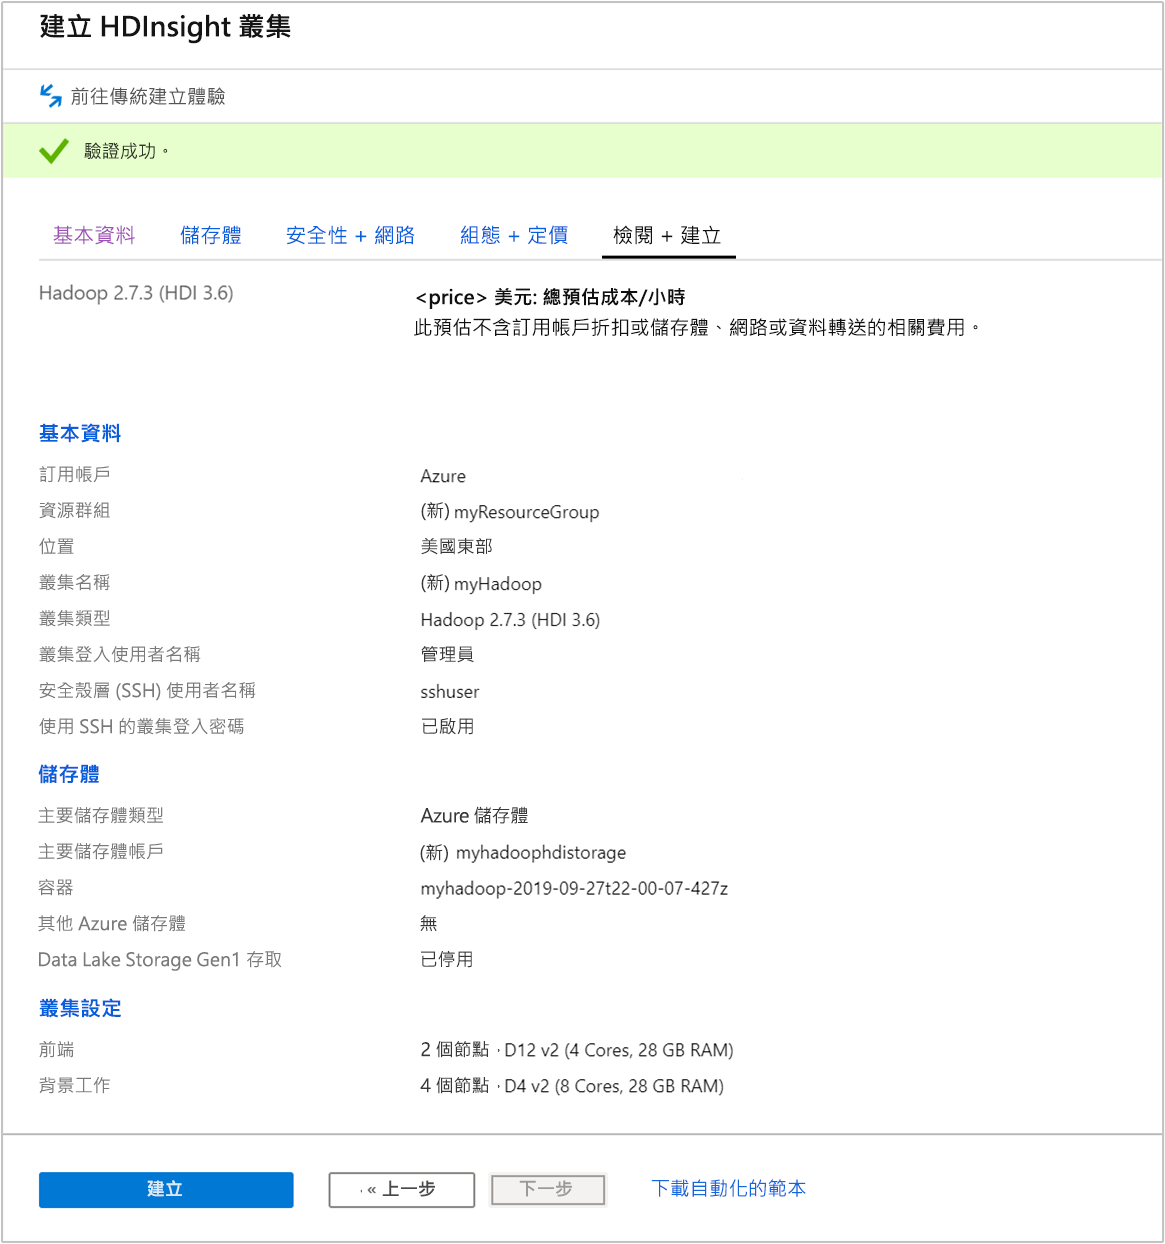 建立 HDInsight 叢集
前往傳統建立體驗
驗證成功。
基本資料 儲存體 安全性 + 網路 組態 + 定價 檢閱 + 建立
Hadoop 2.7.3 (HDI 3.6) <price> 美元: 總預估成本/小時
此預估不含訂用帳戶折扣或儲存體、網路或資料轉送的相關費用。
基本資料
訂用帳戶 Azure
資源群組 (新) myResourceGroup
位置 美國東部
叢集名稱 (新) myHadoop
叢集類型 Hadoop 2.7.3 (HDI 3.6)
叢集登入使用者名稱 管理員
安全殼層 (SSH) 使用者名稱 sshuser
使用 SSH 的叢集登入密碼 已啟用
儲存體
主要儲存體類型 Azure 儲存體
主要儲存體帳戶 (新) myhadoophdistorage
容器 myhadoop-2019-09-27t22-00-07-427z
其他 Azure 儲存體 無
Data Lake Storage Gen1 存取 已停用
叢集設定
前端 2 個節點 · D12 v2 (4 Cores, 28 GB RAM)
背景工作 4 個節點 · D4 v2 (8 Cores, 28 GB RAM)
建立 « 上一步 下一步 下載自動化的範本